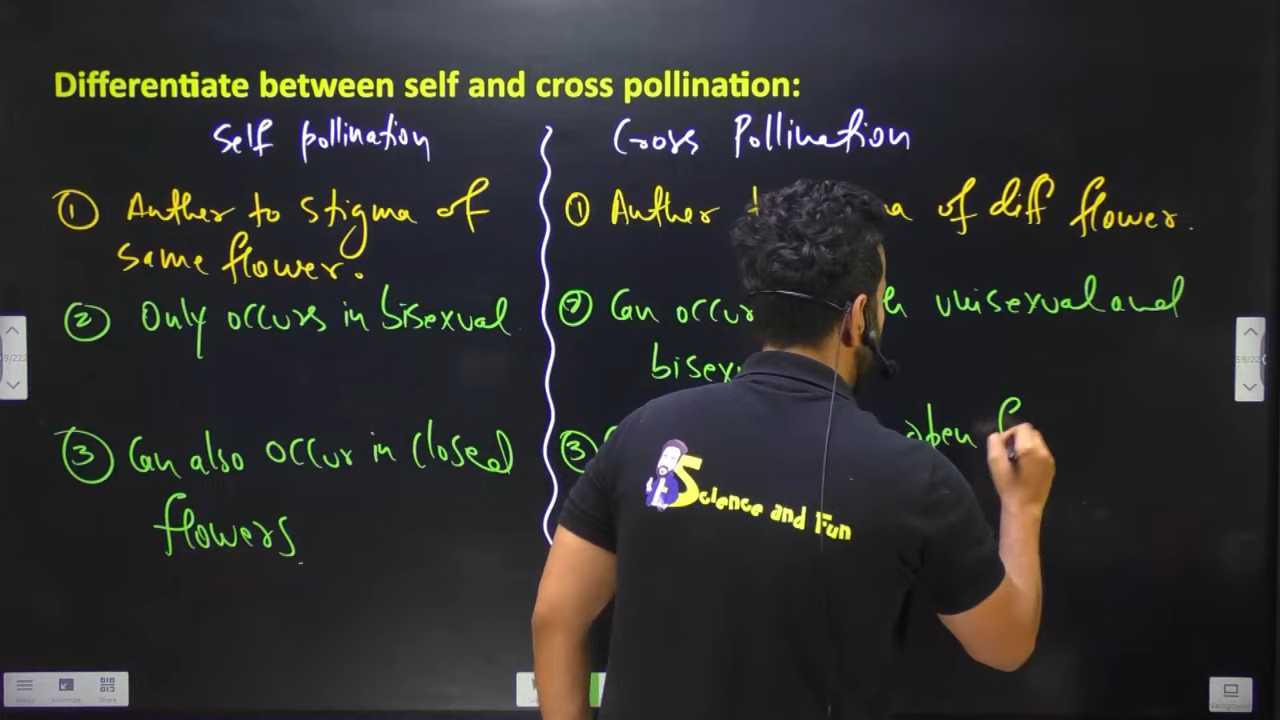 Differentiate between self and cross pollination:
Self pollination
① Anther to stigma of
same flower.
② Only occurs in bisexual
③ Can also occur in closed
flowers.
Cross Pollination
① Anther of diff flower.
② Can occur unisexual and
③ open
Science and Fun